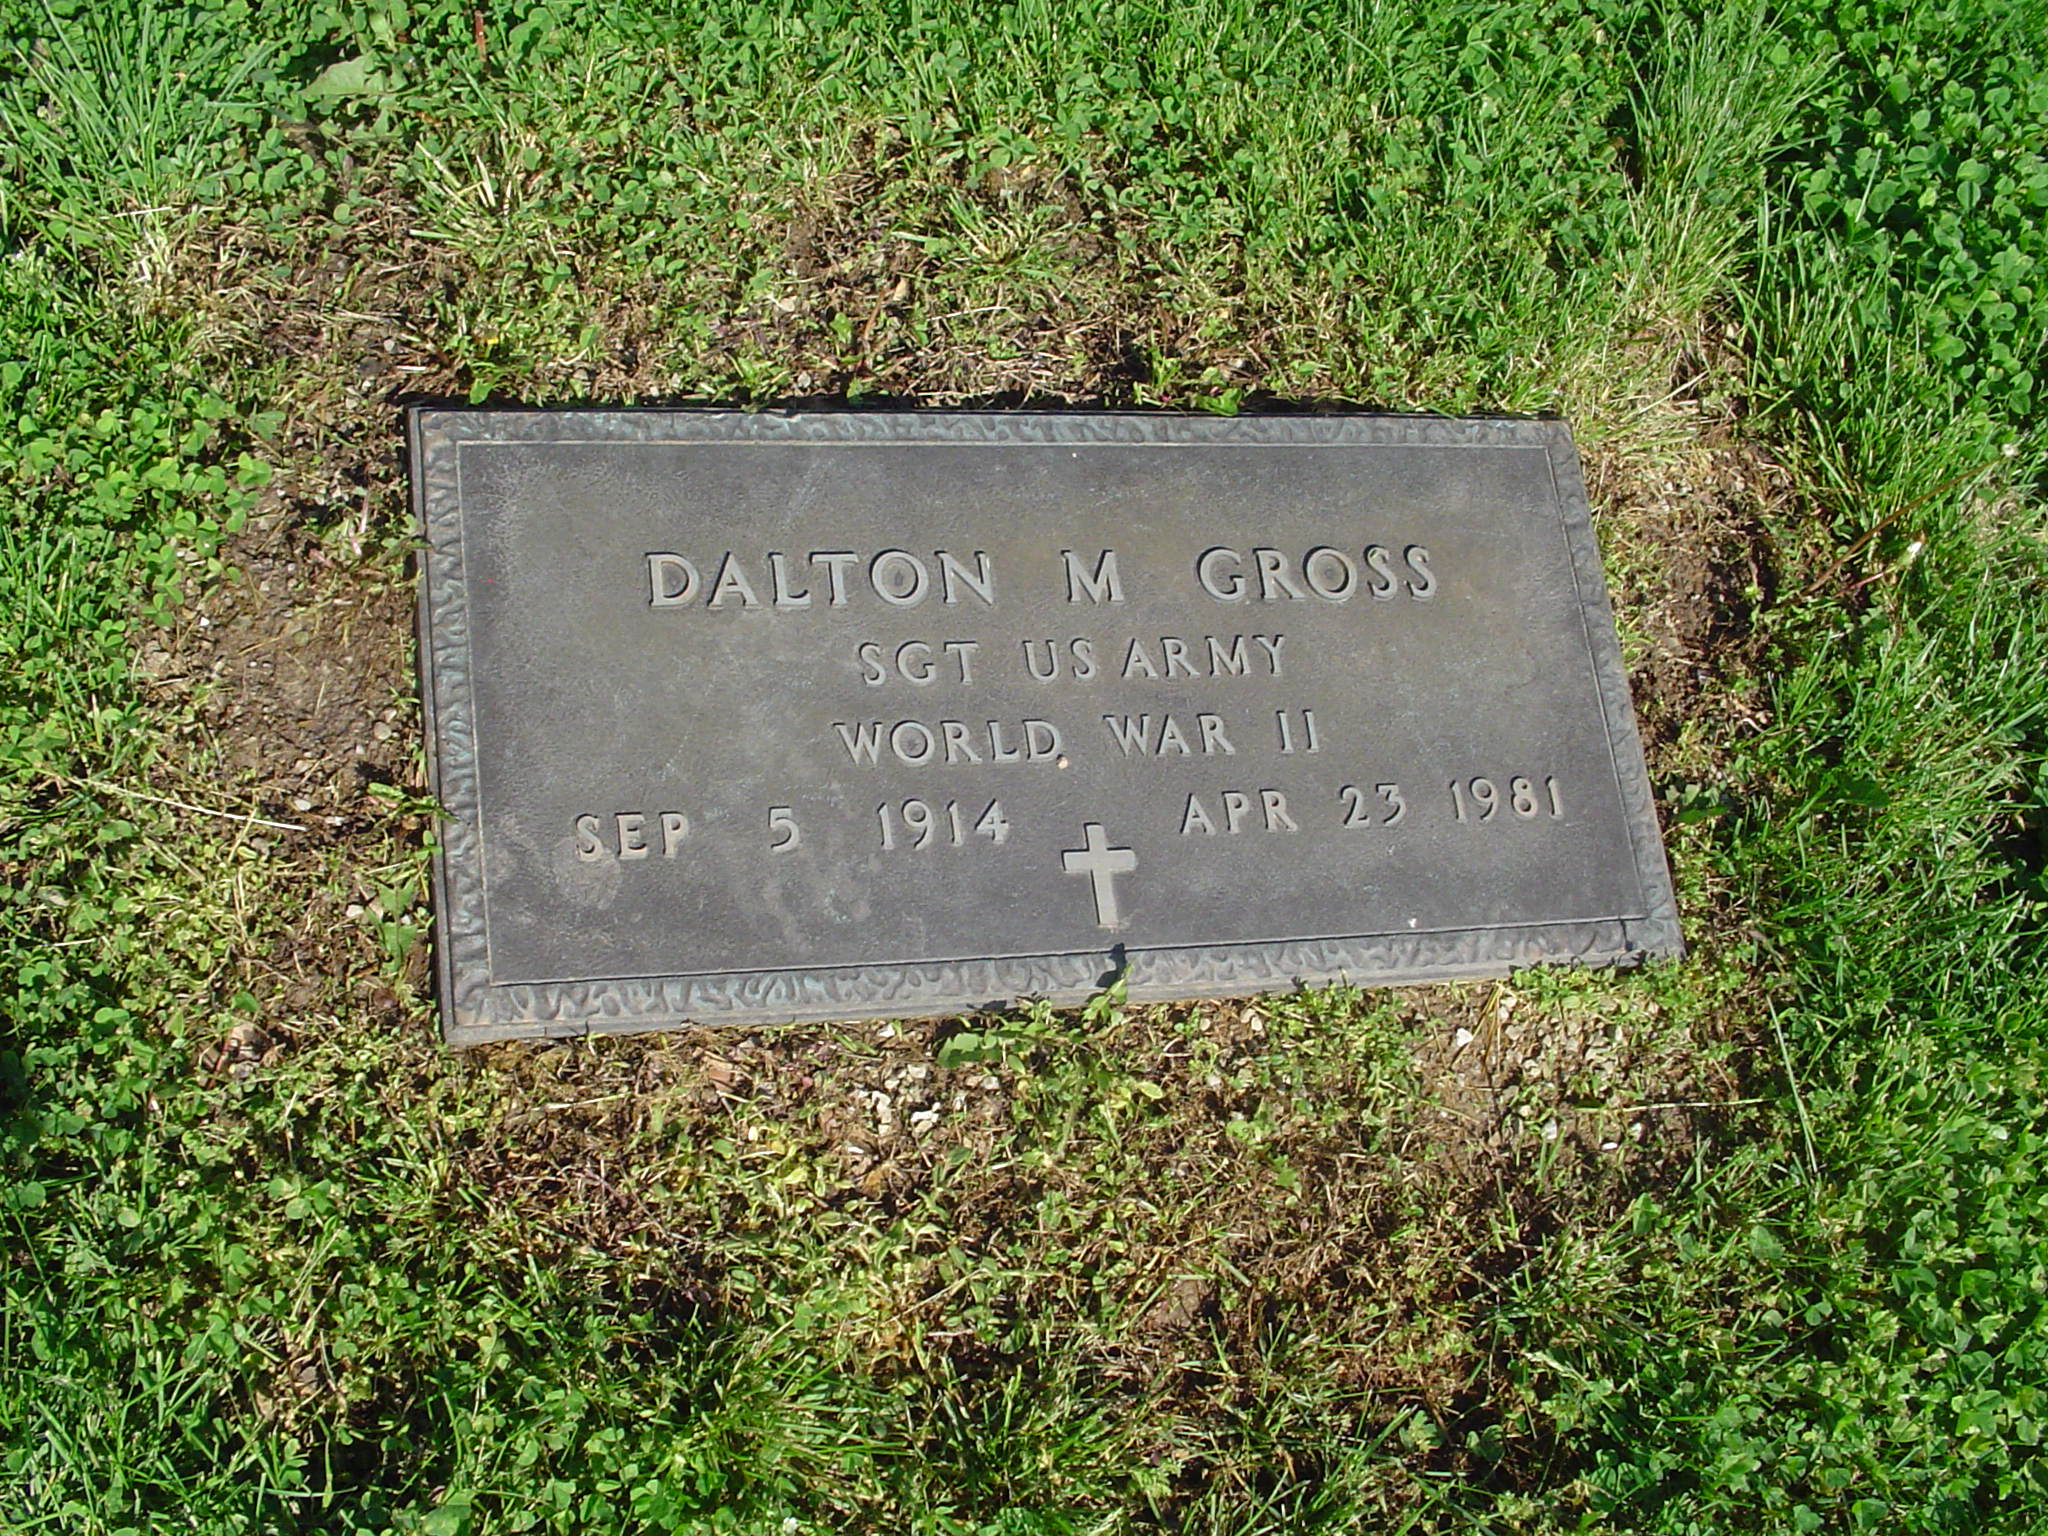 DALTON M GROSS
SGT US ARMY
WORLD WAR II
SEP 5 1914 APR 23 1981